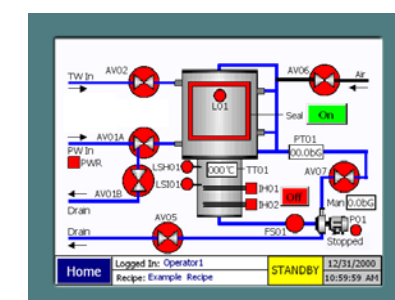 AV02
AV06
TW In
Air
L01
Seal On
AV01A
PT01
00.0bG
PW In
PWR
LSH01
000°C
TT01
AV07
LSI01
IH01
Off
AV01B
IH02
Man 0.0bG
Drain
AV05
P01
Drain
FS01
Stopped
Home
Logged In: Operator1
Recipe: Example Recipe
STANDBY
12/31/2000
10:59:59 AM